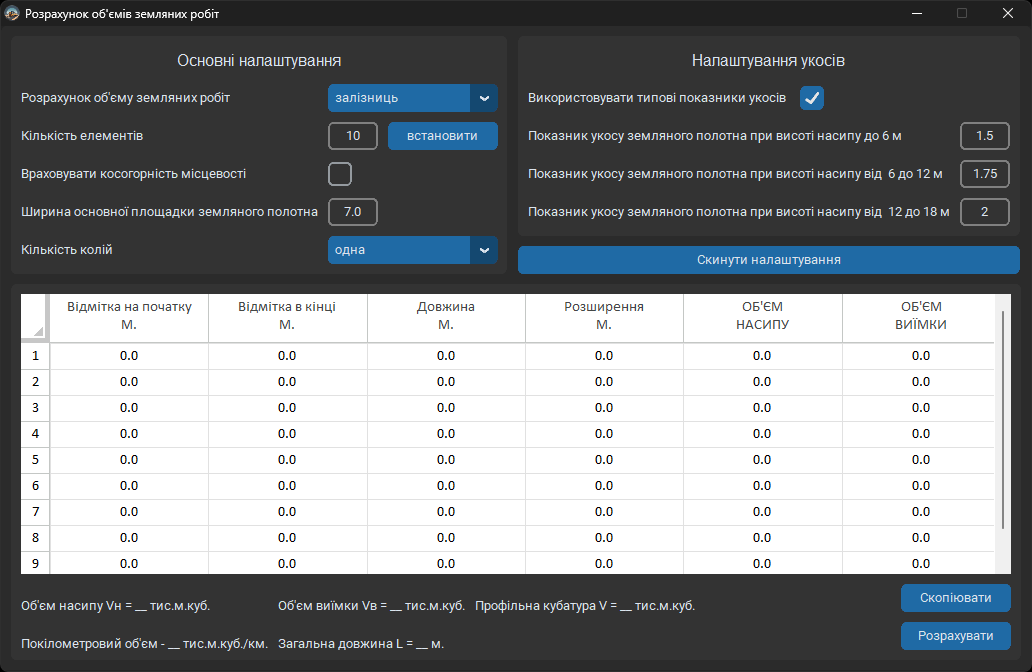 Розрахунок об'ємів земляних робіт
Основні налаштування
Розрахунок об'єму земляних робіт
залізниць
Кількість елементів
10
встановити
Враховувати косогорність місцевості
Ширина основної площадки земляного полотна
7.0
Кількість колій
одна
Налаштування укосів
Використовувати типові показники укосів
Показник укосу земляного полотна при висоті насипу до 6 м
1.5
Показник укосу земляного полотна при висоті насипу від  6 до 12 м
1.75
Показник укосу земляного полотна при висоті насипу від  12 до 18 м
2
Скинути налаштування
Відмітка на початку Відмітка в кінці Довжина Розширення ОБ'ЄМ ОБ'ЄМ
М. М. М. М. НАСИПУ ВИЇМКИ
1 0.0 0.0 0.0 0.0 0.0 0.0
2 0.0 0.0 0.0 0.0 0.0 0.0
3 0.0 0.0 0.0 0.0 0.0 0.0
4 0.0 0.0 0.0 0.0 0.0 0.0
5 0.0 0.0 0.0 0.0 0.0 0.0
6 0.0 0.0 0.0 0.0 0.0 0.0
7 0.0 0.0 0.0 0.0 0.0 0.0
8 0.0 0.0 0.0 0.0 0.0 0.0
9 0.0 0.0 0.0 0.0 0.0 0.0
Об'єм насипу Vн = __ тис.м.куб. Об'єм виїмки Vв = __ тис.м.куб. Профільна кубатура V = __ тис.м.куб.
Скопіювати
Покілометровий об'єм - __ тис.м.куб./км. Загальна довжина L = __ м.
Розрахувати